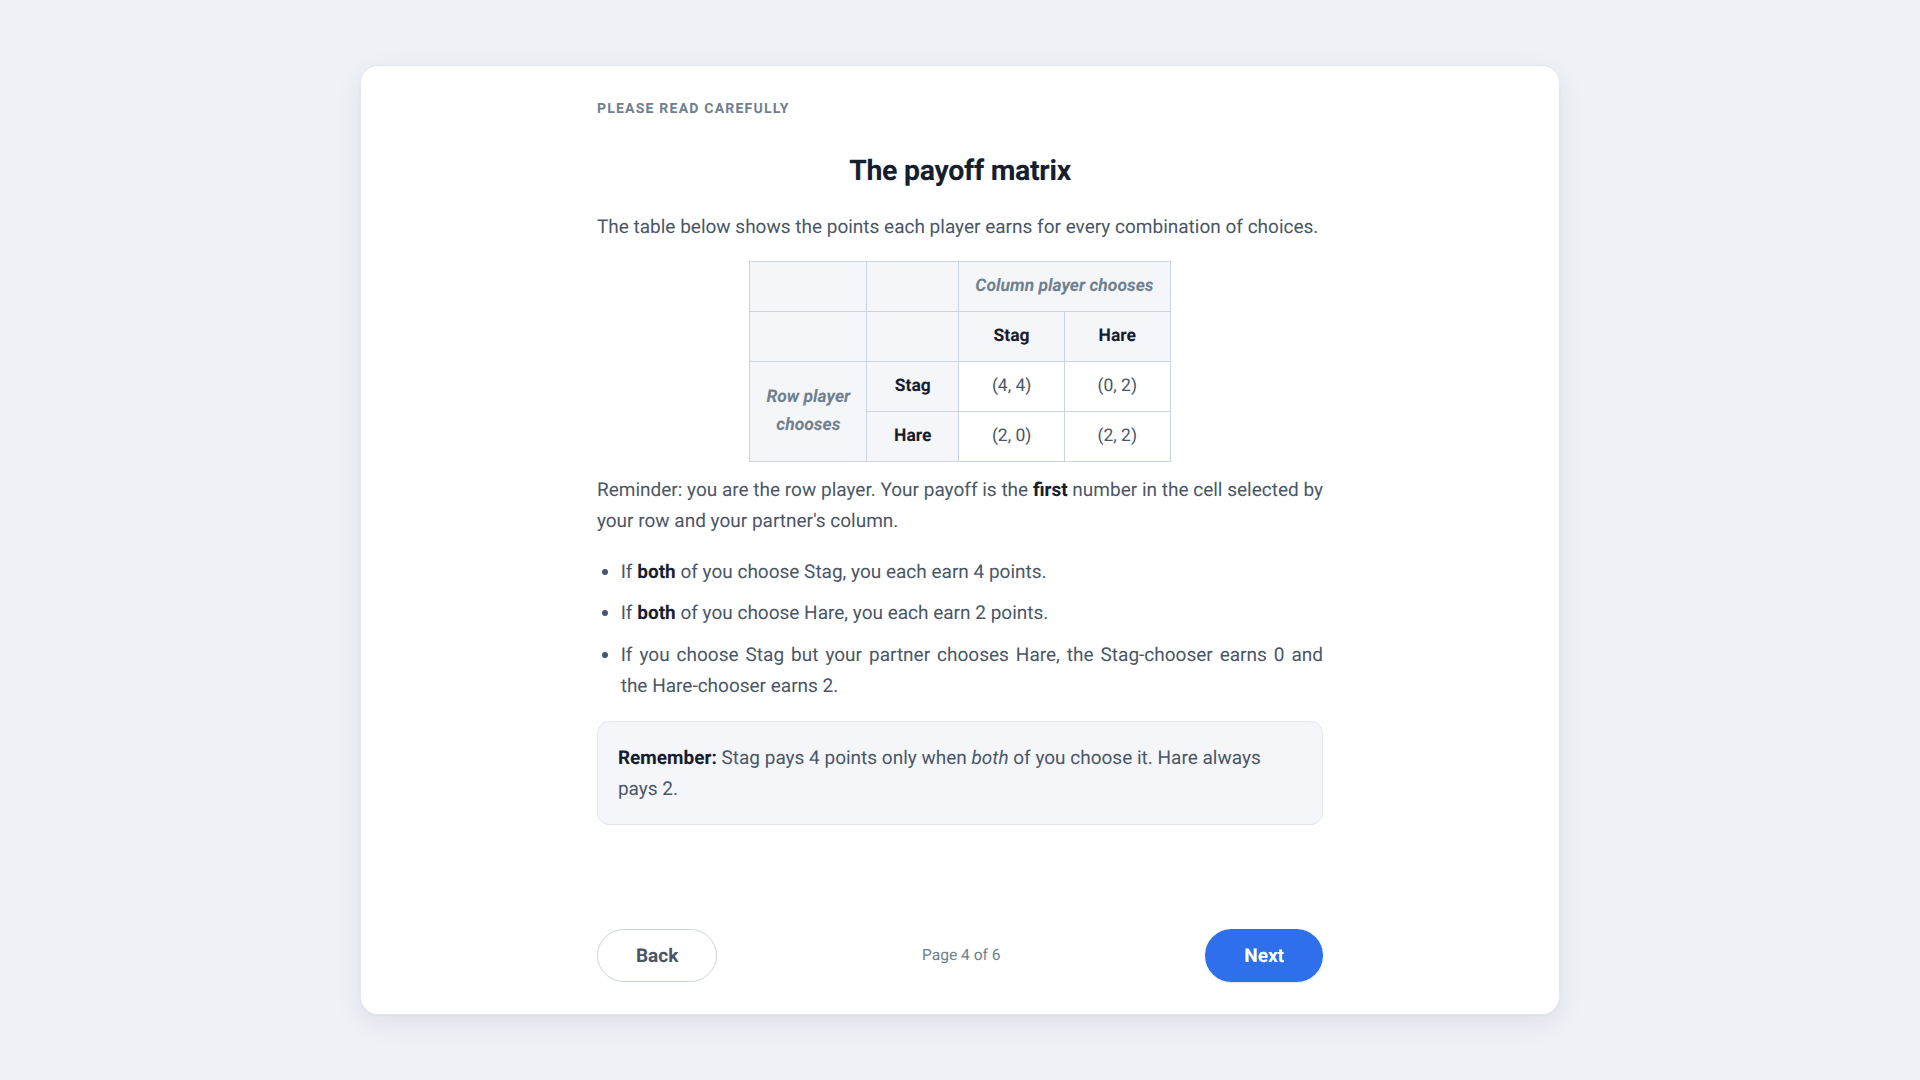 PLEASE READ CAREFULLY
The payoff matrix
The table below shows the points each player earns for every combination of choices.
Column player chooses
Stag Hare
Row player
chooses
Stag (4, 4) (0, 2)
Hare (2, 0) (2, 2)
Reminder: you are the row player. Your payoff is the first number in the cell selected by
your row and your partner's column.
• If both of you choose Stag, you each earn 4 points.
• If both of you choose Hare, you each earn 2 points.
• If you choose Stag but your partner chooses Hare, the Stag-chooser earns 0 and
the Hare-chooser earns 2.
Remember: Stag pays 4 points only when both of you choose it. Hare always
pays 2.
Back Page 4 of 6 Next